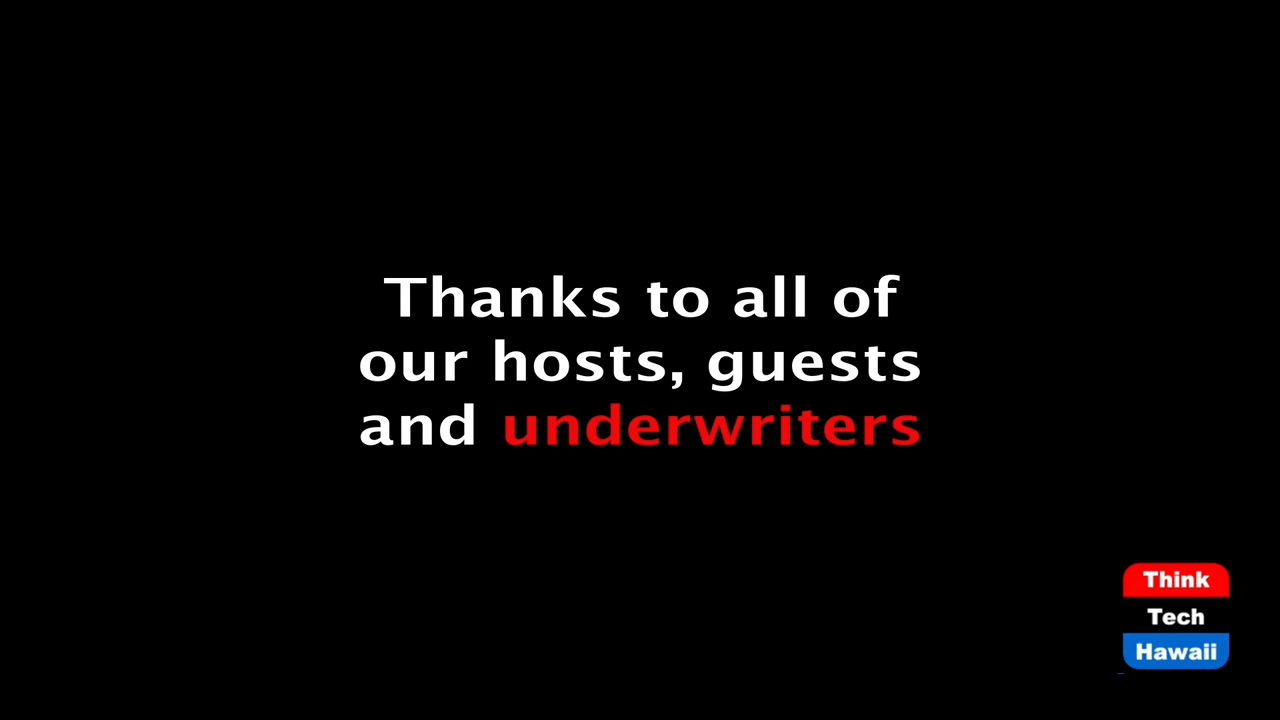 Thanks to all of
our hosts, guests
and underwriters
Think
Tech
Hawaii